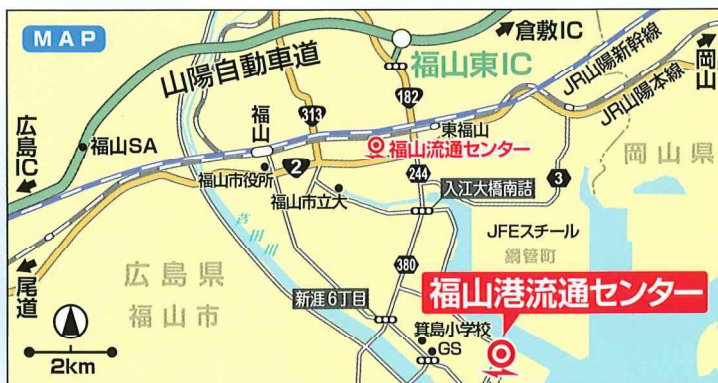 MAP
倉敷IC
山陽自動車道
福山東IC
JR山陽新幹線
JR山陽本線
岡山
広島IC
福山SA
福山
313
182
東福山
福山流通センター
岡山県
福山市役所
2
福山市立大
244
入江大橋南詰
3
芦田川
JFEスチール
鋼管町
380
広島県
福山市
尾道
新涯6丁目
福山港流通センター
箕島小学校
GS
2km